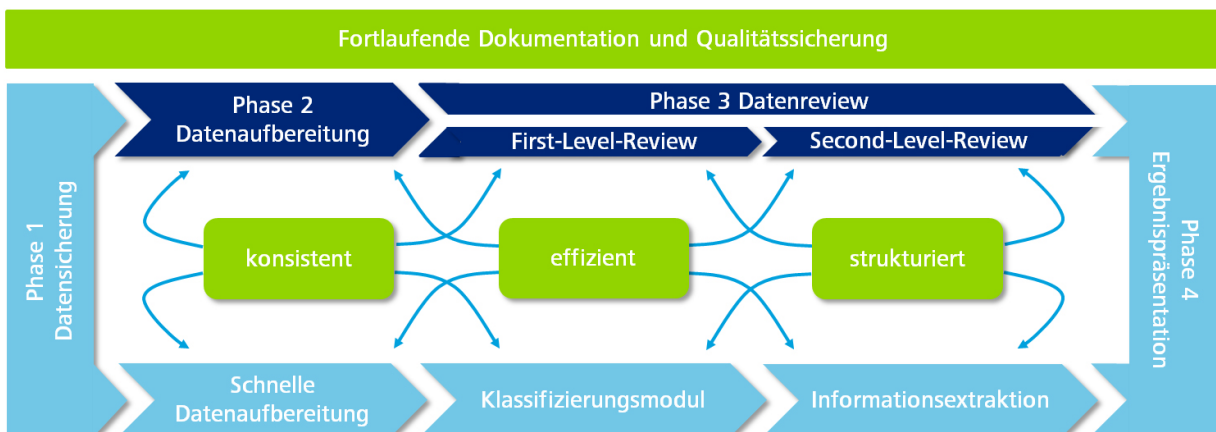 Fortlaufende Dokumentation und Qualitätssicherung
Phase 1
Datensicherung
Phase 2
Datenaufbereitung
Phase 3 Datenreview
First-Level-Review
Second-Level-Review
konsistent
effizient
strukturiert
Schnelle
Datenaufbereitung
Klassifizierungsmodul
Informationsextraktion
Phase 4
Ergebnispräsentation